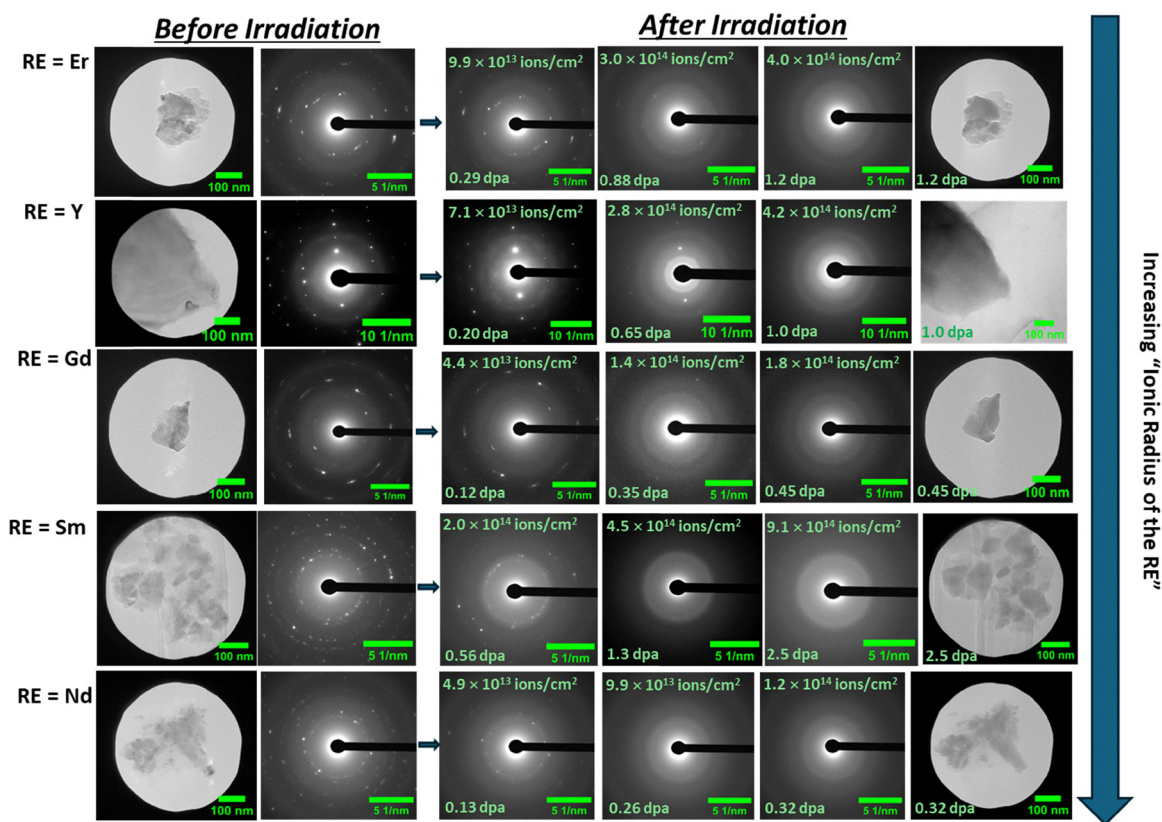 Before Irradiation
After Irradiation
RE = Er
100 nm
5 1/nm
9.9 × 10¹³ ions/cm²
0.29 dpa
5 1/nm
3.0 × 10¹⁴ ions/cm²
0.88 dpa
5 1/nm
4.0 × 10¹⁴ ions/cm²
1.2 dpa
5 1/nm
1.2 dpa
100 nm
RE = Y
100 nm
10 1/nm
7.1 × 10¹³ ions/cm²
0.20 dpa
10 1/nm
2.8 × 10¹⁴ ions/cm²
0.65 dpa
10 1/nm
4.2 × 10¹⁴ ions/cm²
1.0 dpa
10 1/nm
1.0 dpa
100 nm
RE = Gd
100 nm
5 1/nm
4.4 × 10¹³ ions/cm²
0.12 dpa
5 1/nm
1.4 × 10¹⁴ ions/cm²
0.35 dpa
5 1/nm
1.8 × 10¹⁴ ions/cm²
0.45 dpa
5 1/nm
0.45 dpa
100 nm
RE = Sm
100 nm
5 1/nm
2.0 × 10¹⁴ ions/cm²
0.56 dpa
5 1/nm
4.5 × 10¹⁴ ions/cm²
1.3 dpa
5 1/nm
9.1 × 10¹⁴ ions/cm²
2.5 dpa
5 1/nm
2.5 dpa
100 nm
RE = Nd
100 nm
5 1/nm
4.9 × 10¹³ ions/cm²
0.13 dpa
5 1/nm
9.9 × 10¹³ ions/cm²
0.26 dpa
5 1/nm
1.2 × 10¹⁴ ions/cm²
0.32 dpa
5 1/nm
0.32 dpa
100 nm
Increasing "Ionic Radius of the RE"